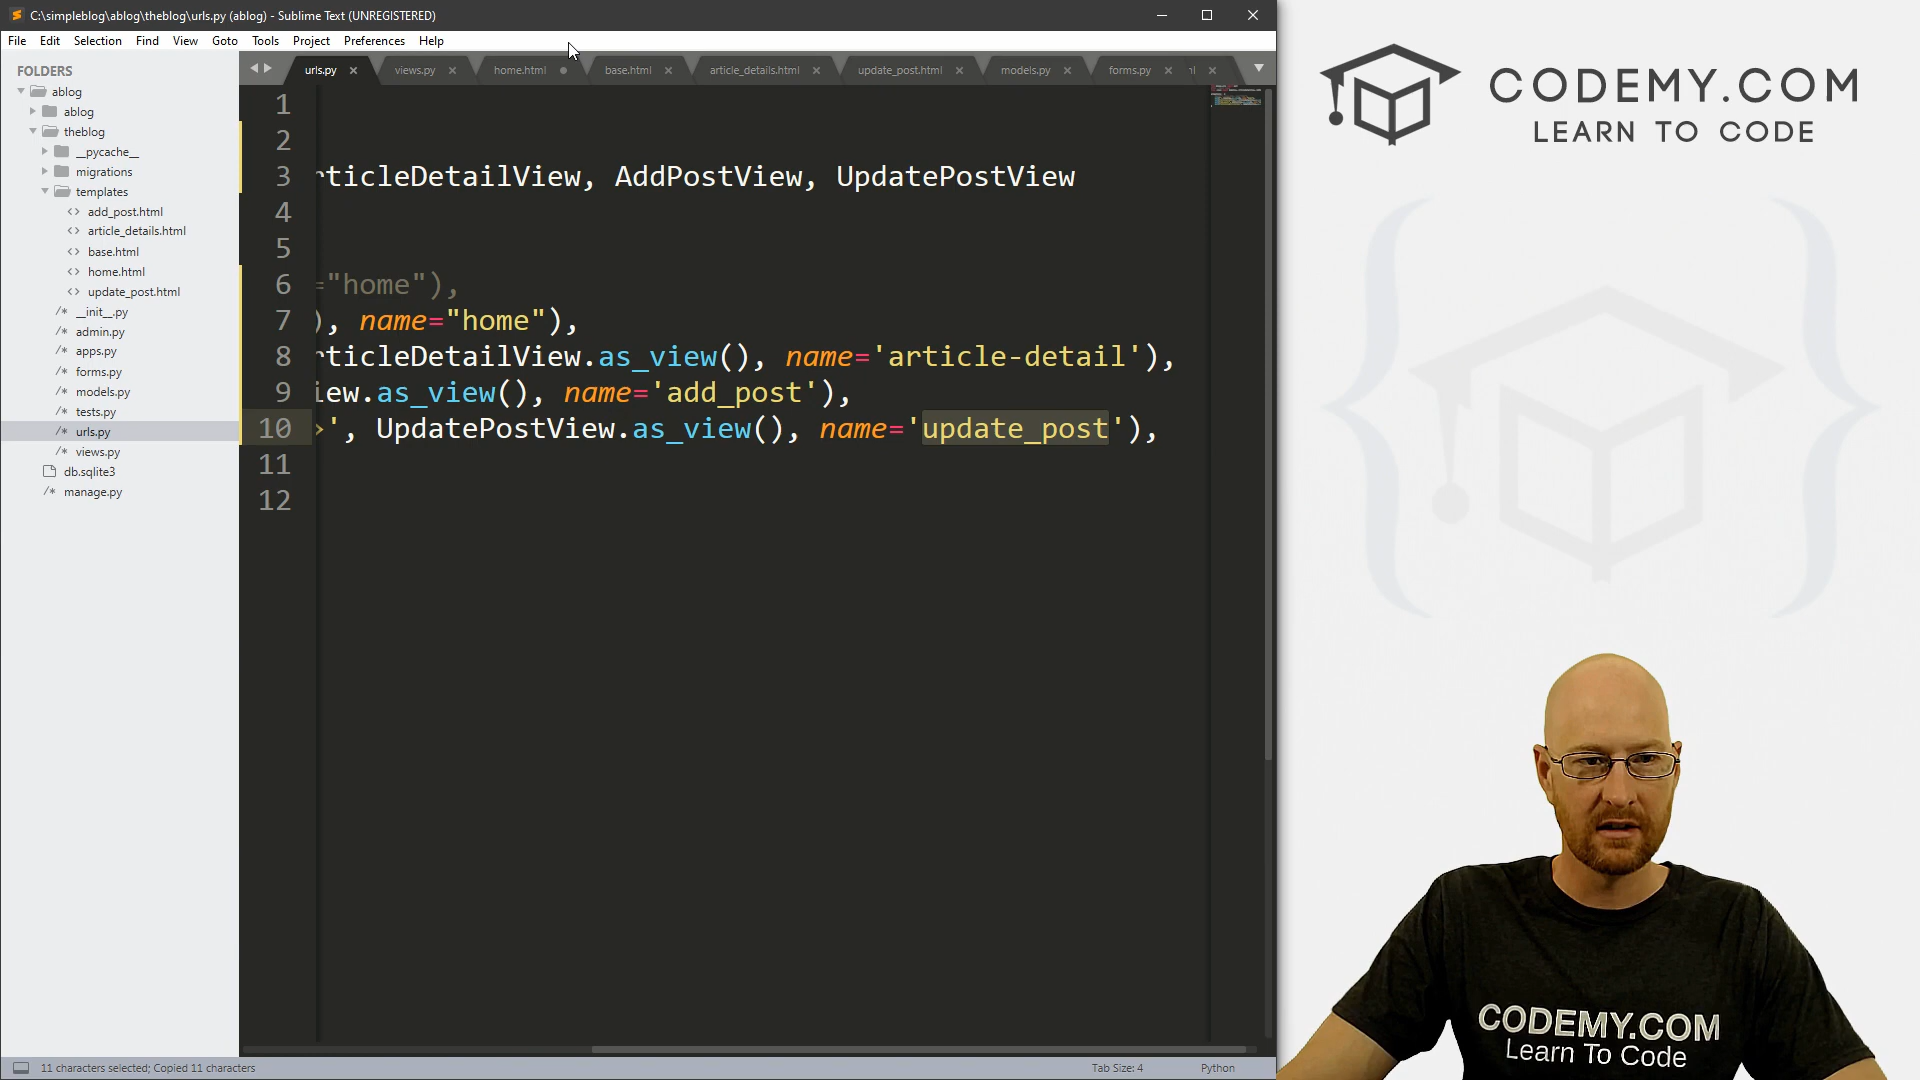 C:\simpleblog\ablog\theblog\urls.py (ablog) - Sublime Text (UNREGISTERED)
File Edit Selection Find View Goto Tools Project Preferences Help
FOLDERS
ablog
ablog
theblog
__pycache__
migrations
templates
add_post.html
article_details.html
base.html
home.html
update_post.html
__init__.py
admin.py
apps.py
forms.py
models.py
tests.py
urls.py
views.py
db.sqlite3
manage.py
urls.py views.py home.html base.html article_details.html update_post.html models.py forms.py
1
2
3 rticleDetailView, AddPostView, UpdatePostView
4
5
6 ="home"),
7 ), name="home"),
8 rticleDetailView.as_view(), name='article-detail'),
9 iew.as_view(), name='add_post'),
10 >', UpdatePostView.as_view(), name='update_post'),
11
12
11 characters selected; Copied 11 characters
Tab Size: 4 Python
CODEMY.COM
LEARN TO CODE
CODEMY.COM
Learn To Code